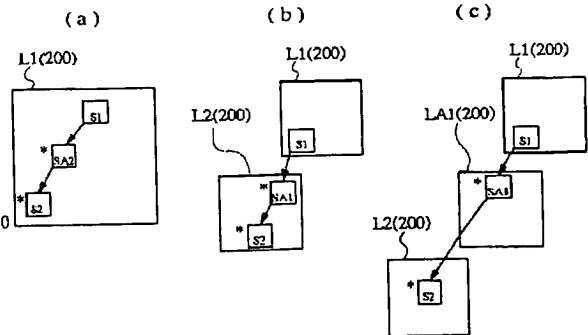 (a) (b) (c)
L1(200)
S1
* SA2
* S2
0
L1(200)
L2(200)
S1
* SA1
* S2
L1(200)
LA1(200)
S1
* SA1
L2(200)
* S2